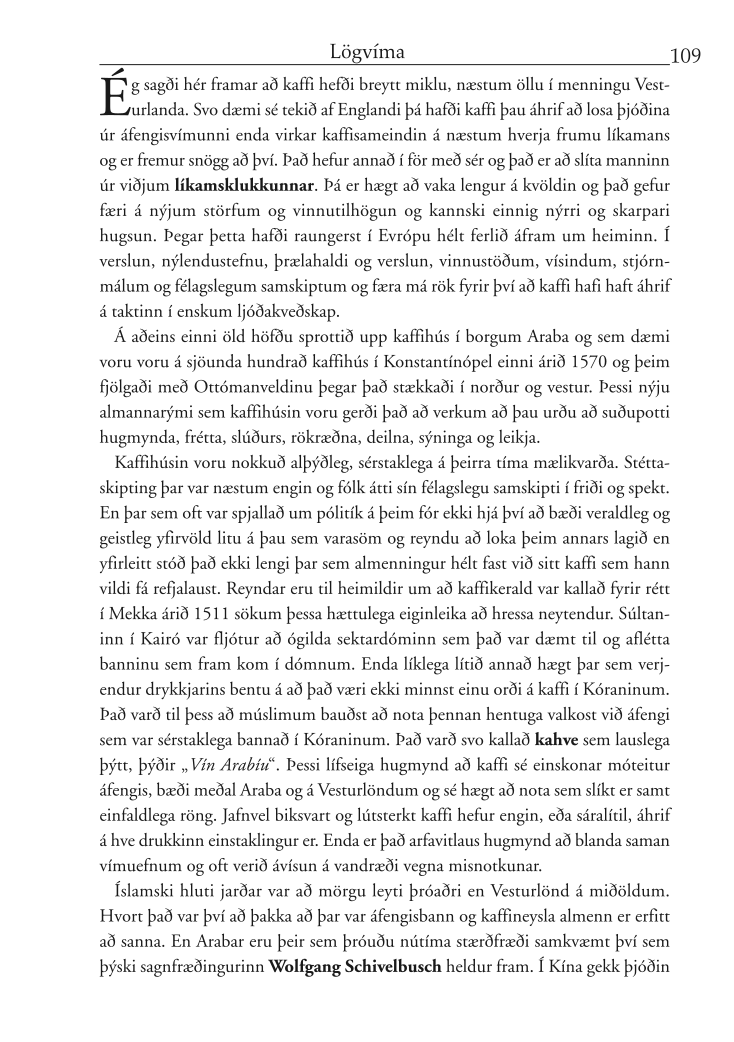 Lögvíma
109
Ég sagði hér framar að kaffi hefði breytt miklu, næstum öllu í menningu Vest-
urlanda. Svo dæmi sé tekið af Englandi þá hafði kaffi þau áhrif að losa þjóðina
úr áfengisvímunni enda virkar kaffisameindin á næstum hverja frumu líkamans
og er fremur snögg að því. Það hefur annað í för með sér og það er að slíta manninn
úr viðjum líkamsklukkunnar. Þá er hægt að vaka lengur á kvöldin og það gefur
færi á nýjum störfum og vinnutilhögun og kannski einnig nýrri og skarpari
hugsun. Þegar þetta hafði raungerst í Evrópu hélt ferlið áfram um heiminn. Í
verslun, nýlendustefnu, þrælahaldi og verslun, vinnustöðum, vísindum, stjórn-
málum og félagslegum samskiptum og færa má rök fyrir því að kaffi hafi haft áhrif
á taktinn í enskum ljóðakveðskap.
Á aðeins einni öld höfðu sprottið upp kaffihús í borgum Araba og sem dæmi
voru voru á sjöunda hundrað kaffihús í Konstantínópel einni árið 1570 og þeim
fjölgaði með Ottómanveldinu þegar það stækkaði í norður og vestur. Þessi nýju
almannarými sem kaffihúsin voru gerði það að verkum að þau urðu að suðupotti
hugmynda, frétta, slúðurs, rökræðna, deilna, sýninga og leikja.
Kaffihúsin voru nokkuð alþýðleg, sérstaklega á þeirra tíma mælikvarða. Stétta-
skipting þar var næstum engin og fólk átti sín félagslegu samskipti í friði og spekt.
En þar sem oft var spjallað um pólitík á þeim fór ekki hjá því að bæði veraldleg og
geistleg yfirvöld litu á þau sem varasöm og reyndu að loka þeim annars lagið en
yfirleitt stóð það ekki lengi þar sem almenningur hélt fast við sitt kaffi sem hann
vildi fá refjalaust. Reyndar eru til heimildir um að kaffikerald var kallað fyrir rétt
í Mekka árið 1511 sökum þessa hættulega eiginleika að hressa neytendur. Súltan-
inn í Kairó var fljótur að ógilda sektardóminn sem það var dæmt til og aflétta
banninu sem fram kom í dómnum. Enda líklega lítið annað hægt þar sem verj-
endur drykkjarins bentu á að það væri ekki minnst einu orði á kaffi í Kóraninum.
Það varð til þess að múslimum bauðst að nota þennan hentuga valkost við áfengi
sem var sérstaklega bannað í Kóraninum. Það varð svo kallað kahve sem lauslega
þýtt, þýðir „Vín Arabíu“. Þessi lífseiga hugmynd að kaffi sé einskonar móteitur
áfengis, bæði meðal Araba og á Vesturlöndum og sé hægt að nota sem slíkt er samt
einfaldlega röng. Jafnvel biksvart og lútsterkt kaffi hefur engin, eða sáralítil, áhrif
á hve drukkinn einstaklingur er. Enda er það arfavitlaus hugmynd að blanda saman
vímuefnum og oft verið ávísun á vandræði vegna misnotkunar.
Íslamski hluti jarðar var að mörgu leyti þróaðri en Vesturlönd á miðöldum.
Hvort það var því að þakka að þar var áfengisbann og kaffineysla almenn er erfitt
að sanna. En Arabar eru þeir sem þróuðu nútíma stærðfræði samkvæmt því sem
þýski sagnfræðingurinn Wolfgang Schivelbusch heldur fram. Í Kína gekk þjóðin